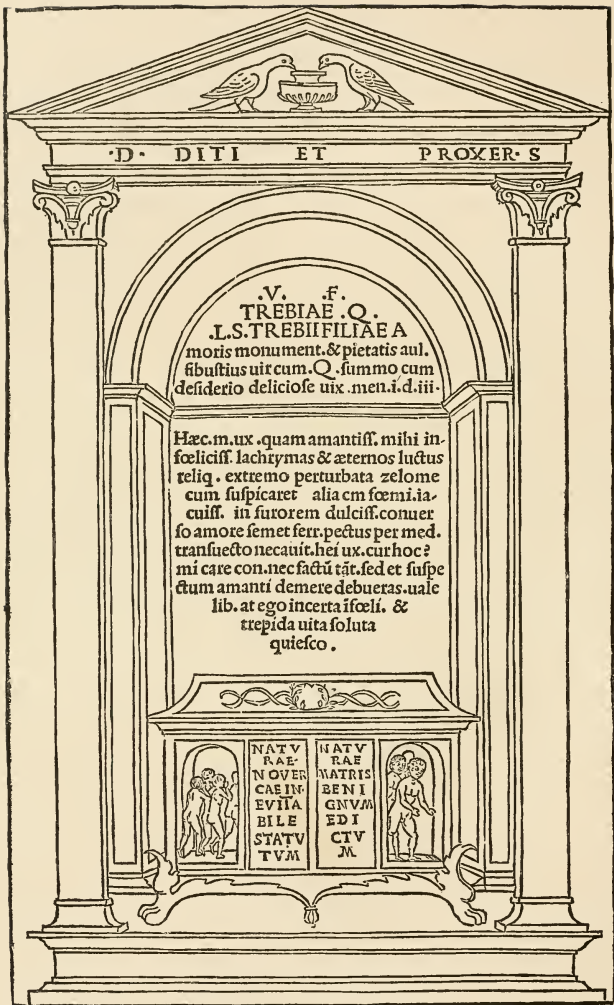 ·D· DITI ET PROXER· S
.V. .F.
TREBIAE .Q.
.L.S.TREBII FILIAE A
moris monument.& pietatis aul.
fibuſtius uir cum.Q.ſummo cum
deſiderio delicioſe uix.men.i.d.iii·
Hæc.m.ux.quam amantiſſ. mihi in-
fœliciſſ. lachrymas & æternos luctus
reliq. extremo perturbata zelome
cum ſuſpicaret alia cm fœmi.ia-
cuiſſ. in furorem dulciſſ.conuer
ſo amore ſemet ferr.pectus per med.
tranſuecto necauit.hei ux.cur hoc?
mi care con.nec factũ tãt.ſed et ſuſpe
ctum amanti demere debueras.uale
lib. at ego incerta ĩfœli. &
trepida uita ſoluta
quieſco.
NATV
RAE·
NOVER
CAE IN·
EVITA
BILE
STATV
TVM
NATV
RAE
MATRIS
BENI
GNVM
EDI
CTV
M